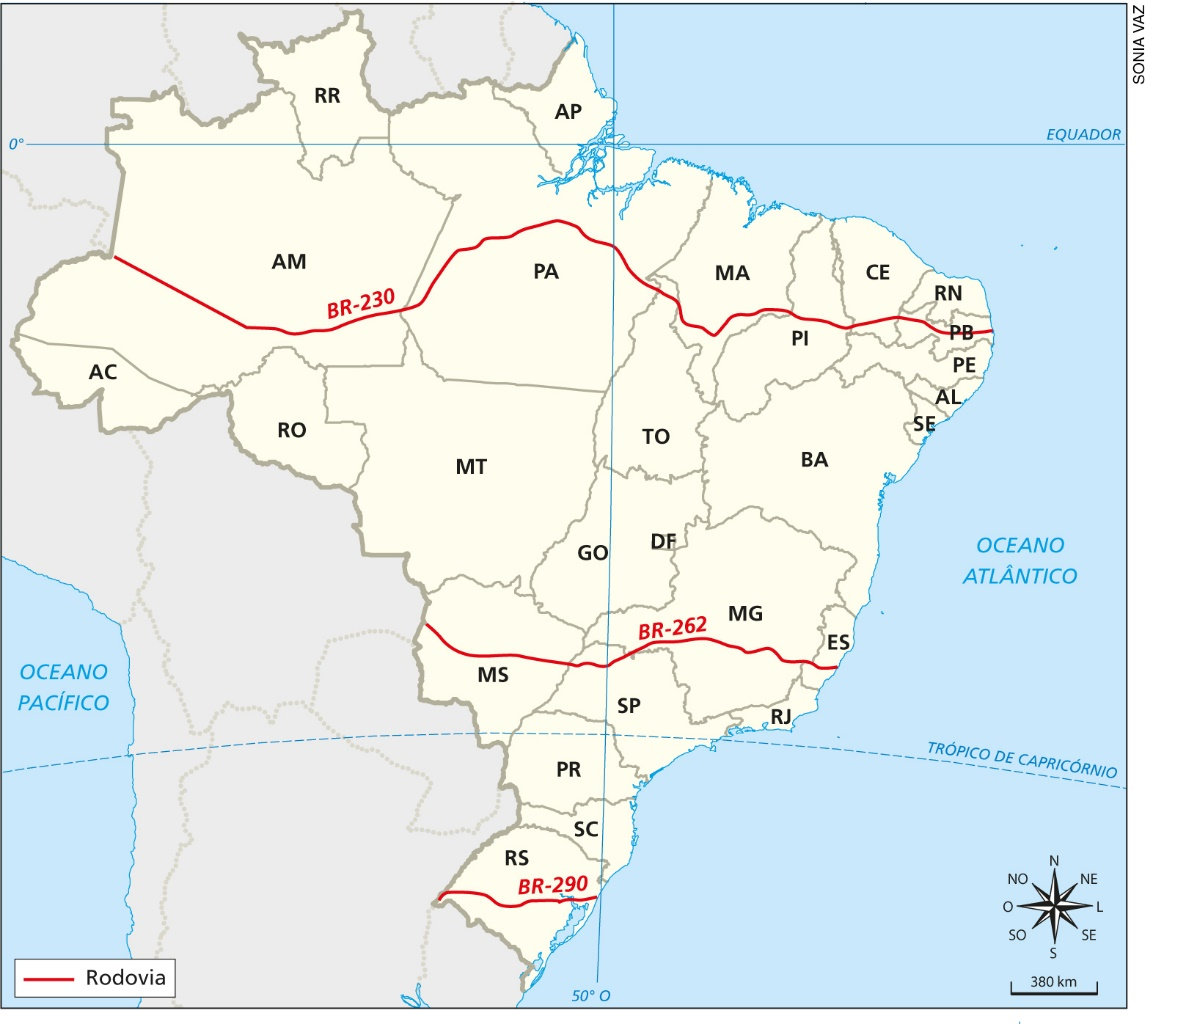 SONIA VAZ
RR
AP
0°
EQUADOR
AM
PA
MA
CE
RN
BR-230
PB
PI
PE
AC
AL
SE
RO
TO
BA
MT
GO
DF
OCEANO
ATLÂNTICO
MG
BR-262
ES
OCEANO
PACÍFICO
MS
SP
RJ
TRÓPICO DE CAPRICÓRNIO
PR
SC
RS
BR-290
N
NO
NE
O
L
SO
SE
S
Rodovia
380 km
50° O